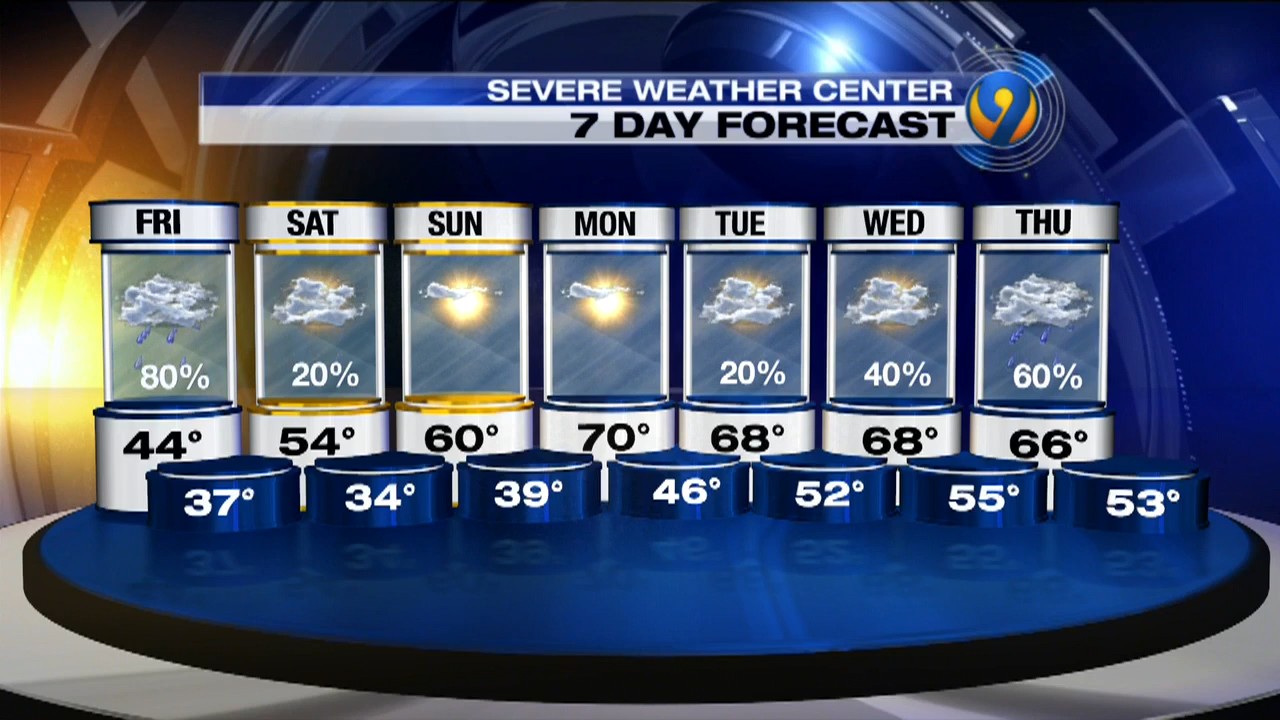 SEVERE WEATHER CENTER
7 DAY FORECAST
9
FRI SAT SUN MON TUE WED THU
80% 20% 20% 40% 60%
44° 54° 60° 70° 68° 68° 66°
37° 34° 39° 46° 52° 55° 53°